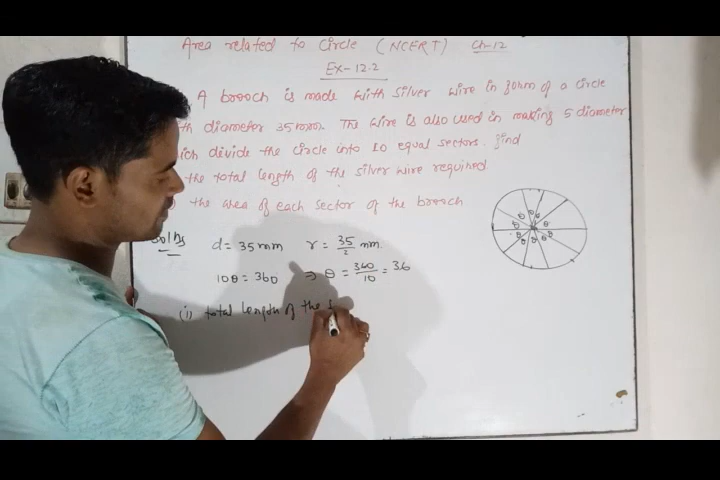 Area related to Circle (NCERT) Ch-12
Ex-12.2
A brooch is made with silver wire in form of a circle
diameter 35mm. The wire is also used in making 5 diameter
divide the circle into 10 equal sectors. find
the total length of the silver wire required
the area of each sector of the brooch
Solns d = 35 mm r = 35/2 mm.
10θ = 360 ⇒ θ = 360/10 = 36
(i) total length of the s
θ θ θ θ θ θ θ θ θ θ